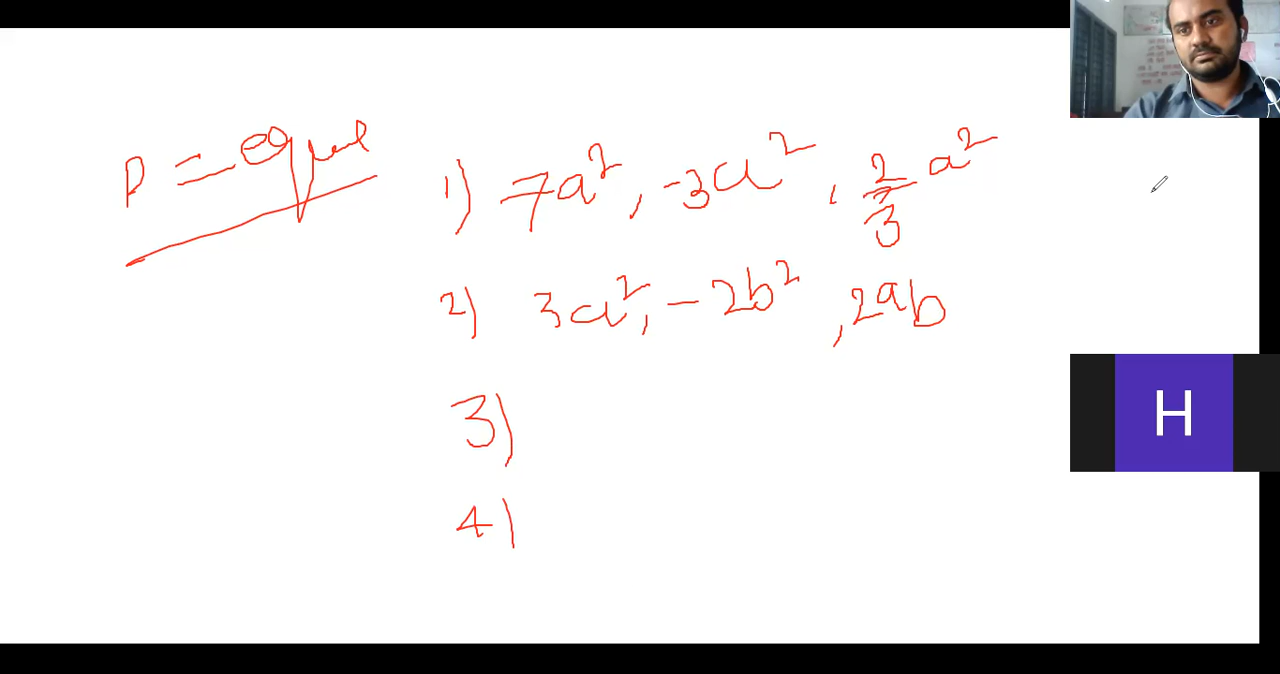 P = equal
1) 7a², -3a², 2/3 a²
2) 3a², -2b², 2ab
3)
4)
H